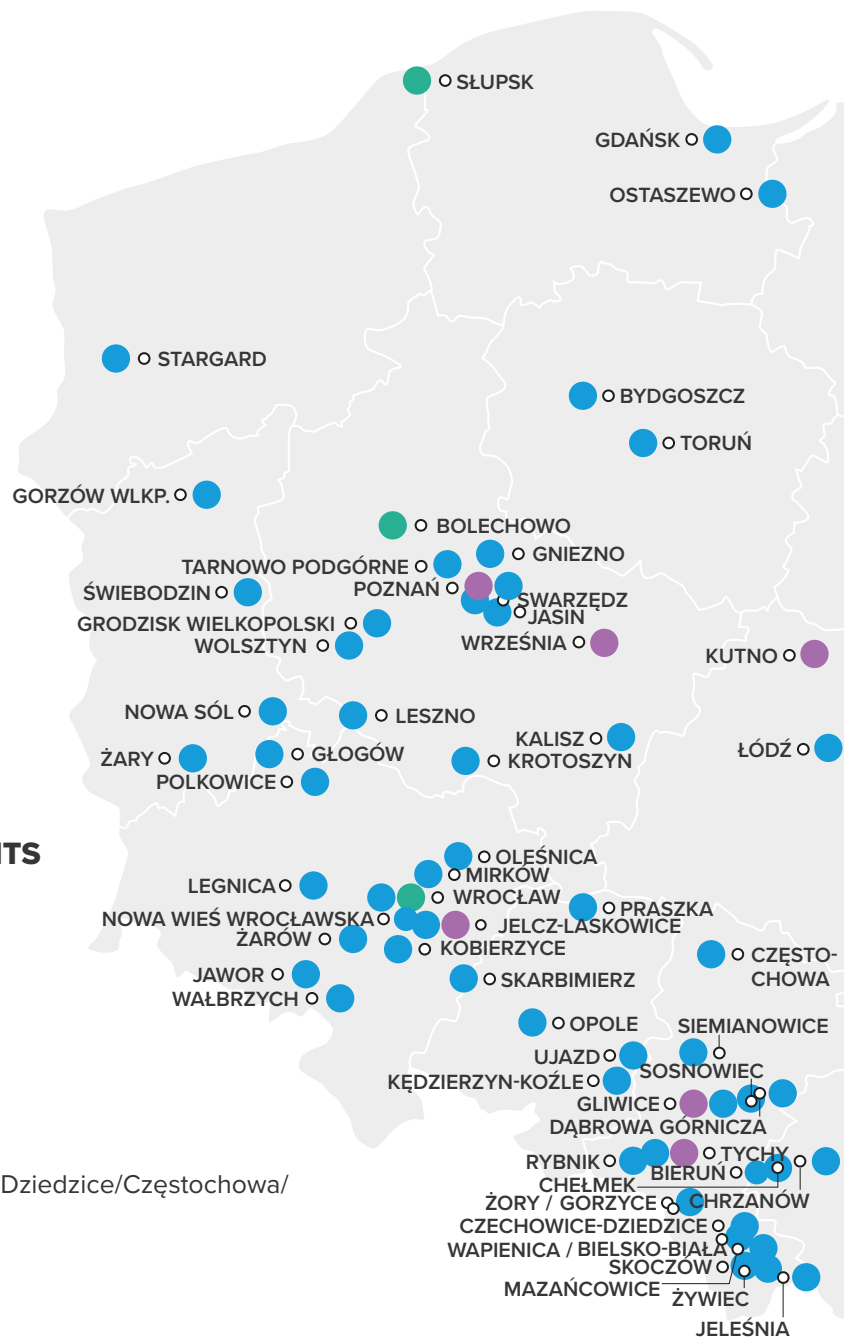 SŁUPSK
GDAŃSK
OSTASZEWO
STARGARD
BYDGOSZCZ
TORUŃ
GORZÓW WLKP.
BOLECHOWO
GNIEZNO
TARNOWO PODGÓRNE
POZNAŃ
ŚWIEBODZIN
SWARZĘDZ
JASIN
GRODZISK WIELKOPOLSKI
WOLSZTYN
WRZEŚNIA
KUTNO
NOWA SÓL
LESZNO
KALISZ
ŁÓDŹ
GŁOGÓW
ŻARY
KROTOSZYN
POLKOWICE
ITS
OLEŚNICA
MIRKÓW
LEGNICA
WROCŁAW
PRASZKA
NOWA WIEŚ WROCŁAWSKA
JELCZ-LASKOWICE
ŻARÓW
KOBIERZYCE
CZĘSTO-
CHOWA
JAWOR
SKARBIMIERZ
WAŁBRZYCH
OPOLE
SIEMIANOWICE
UJAZD
SOSNOWIEC
KĘDZIERZYN-KOŹLE
GLIWICE
DĄBROWA GÓRNICZA
TYCHY
RYBNIK
BIERUŃ
CHEŁMEK
Dziedzice/Częstochowa/
CHRZANÓW
ŻORY / GORZYCE
CZECHOWICE-DZIEDZICE
WAPIENICA / BIELSKO-BIAŁA
SKOCZÓW
MAZAŃCOWICE
ŻYWIEC
JELEŚNIA